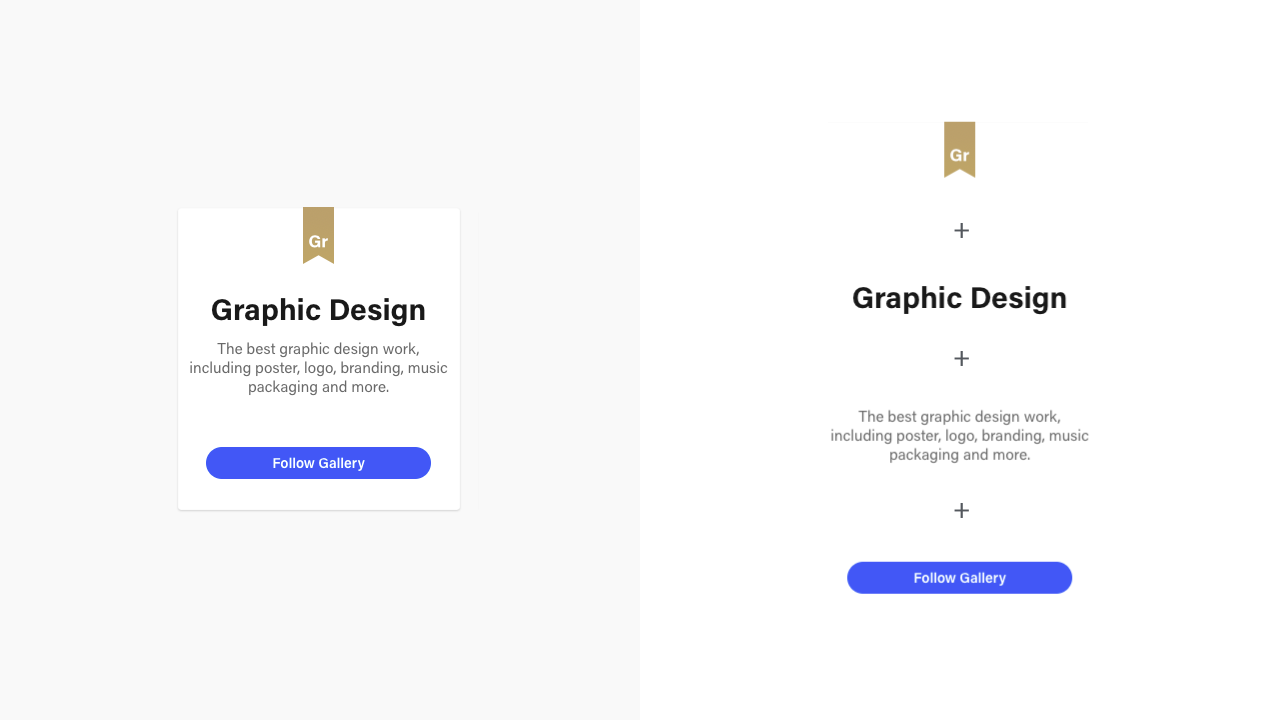 Gr
Graphic Design
The best graphic design work,
including poster, logo, branding, music
packaging and more.
Follow Gallery
Gr
+
Graphic Design
+
The best graphic design work,
including poster, logo, branding, music
packaging and more.
+
Follow Gallery